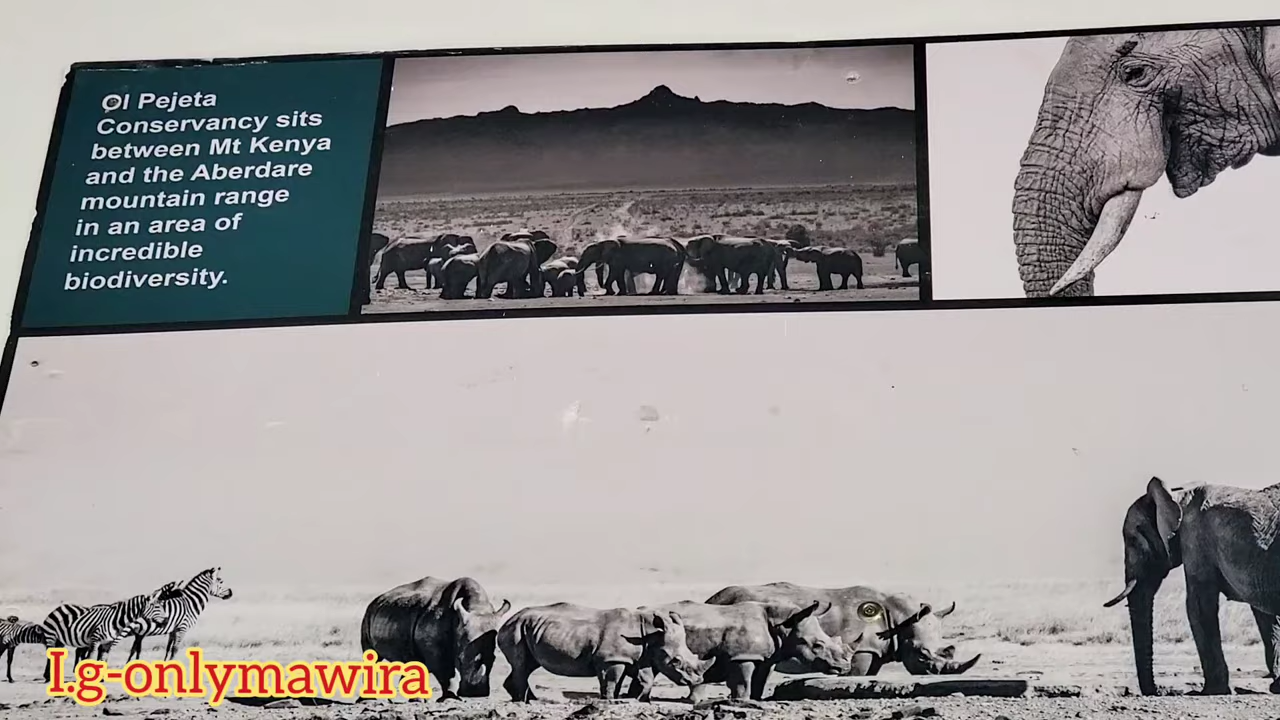 Ol Pejeta
Conservancy sits
between Mt Kenya
and the Aberdare
mountain range
in an area of
incredible
biodiversity.
I.g-onlymawira